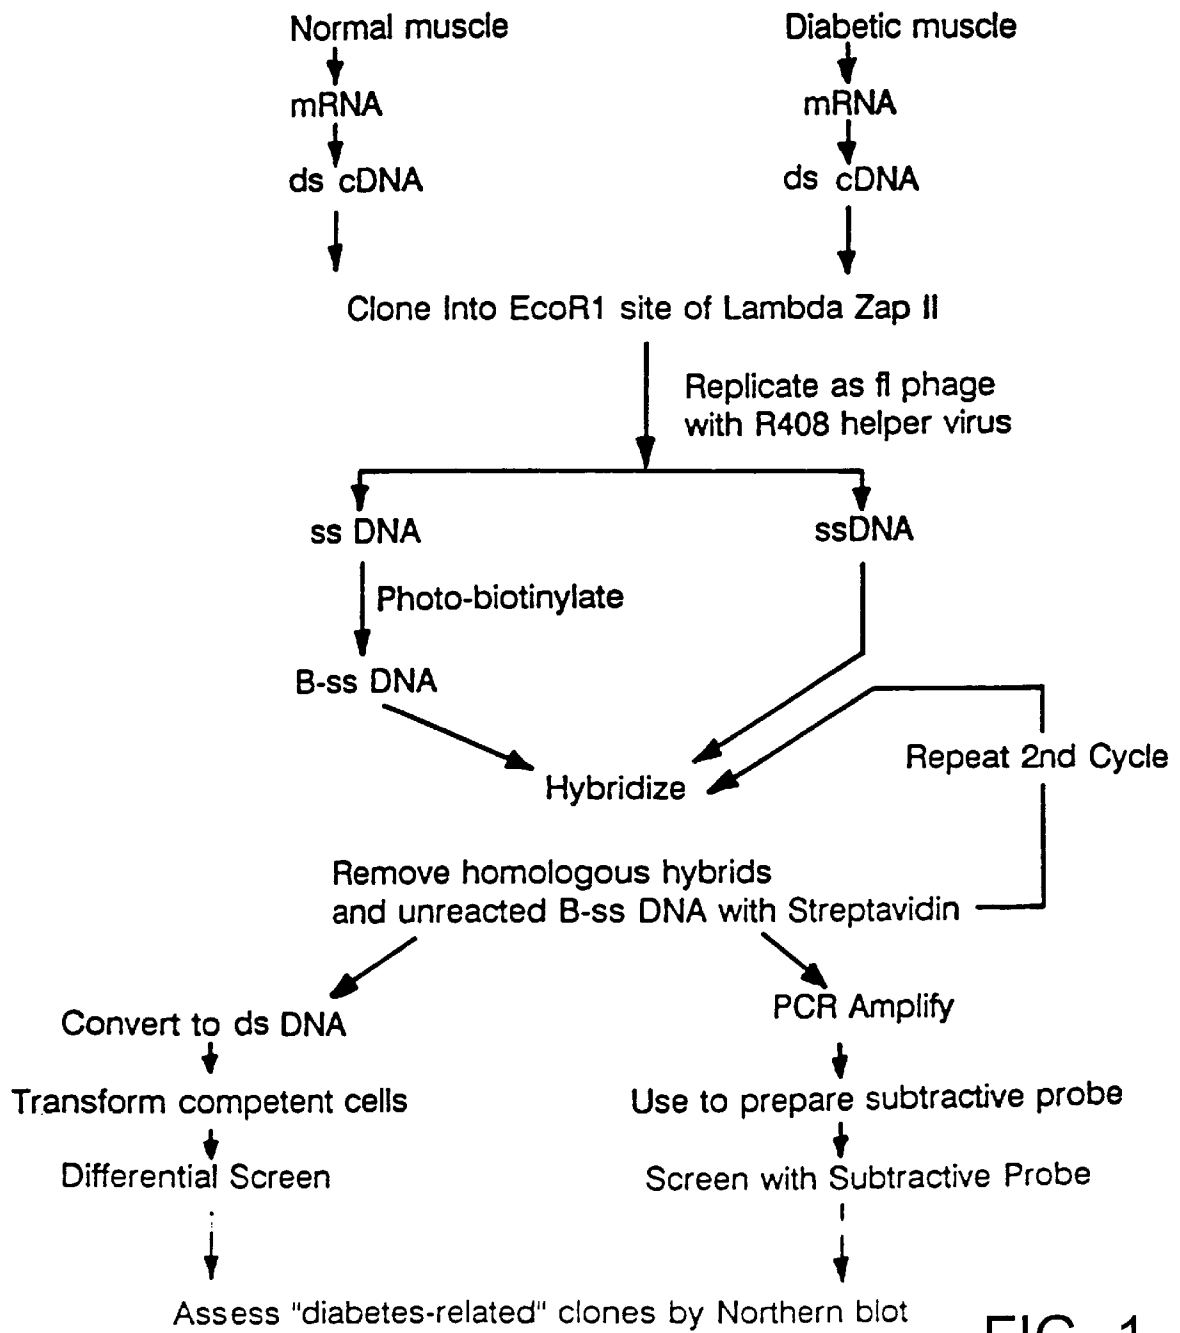 Normal muscle
Diabetic muscle
mRNA
mRNA
ds cDNA
ds cDNA
Clone Into EcoR1 site of Lambda Zap II
Replicate as fl phage
with R408 helper virus
ss DNA
ssDNA
Photo-biotinylate
B-ss DNA
Repeat 2nd Cycle
Hybridize
Remove homologous hybrids
and unreacted B-ss DNA with Streptavidin
Convert to ds DNA
PCR Amplify
Transform competent cells
Use to prepare subtractive probe
Differential Screen
Screen with Subtractive Probe
Assess "diabetes-related" clones by Northern blot
FIG. 1